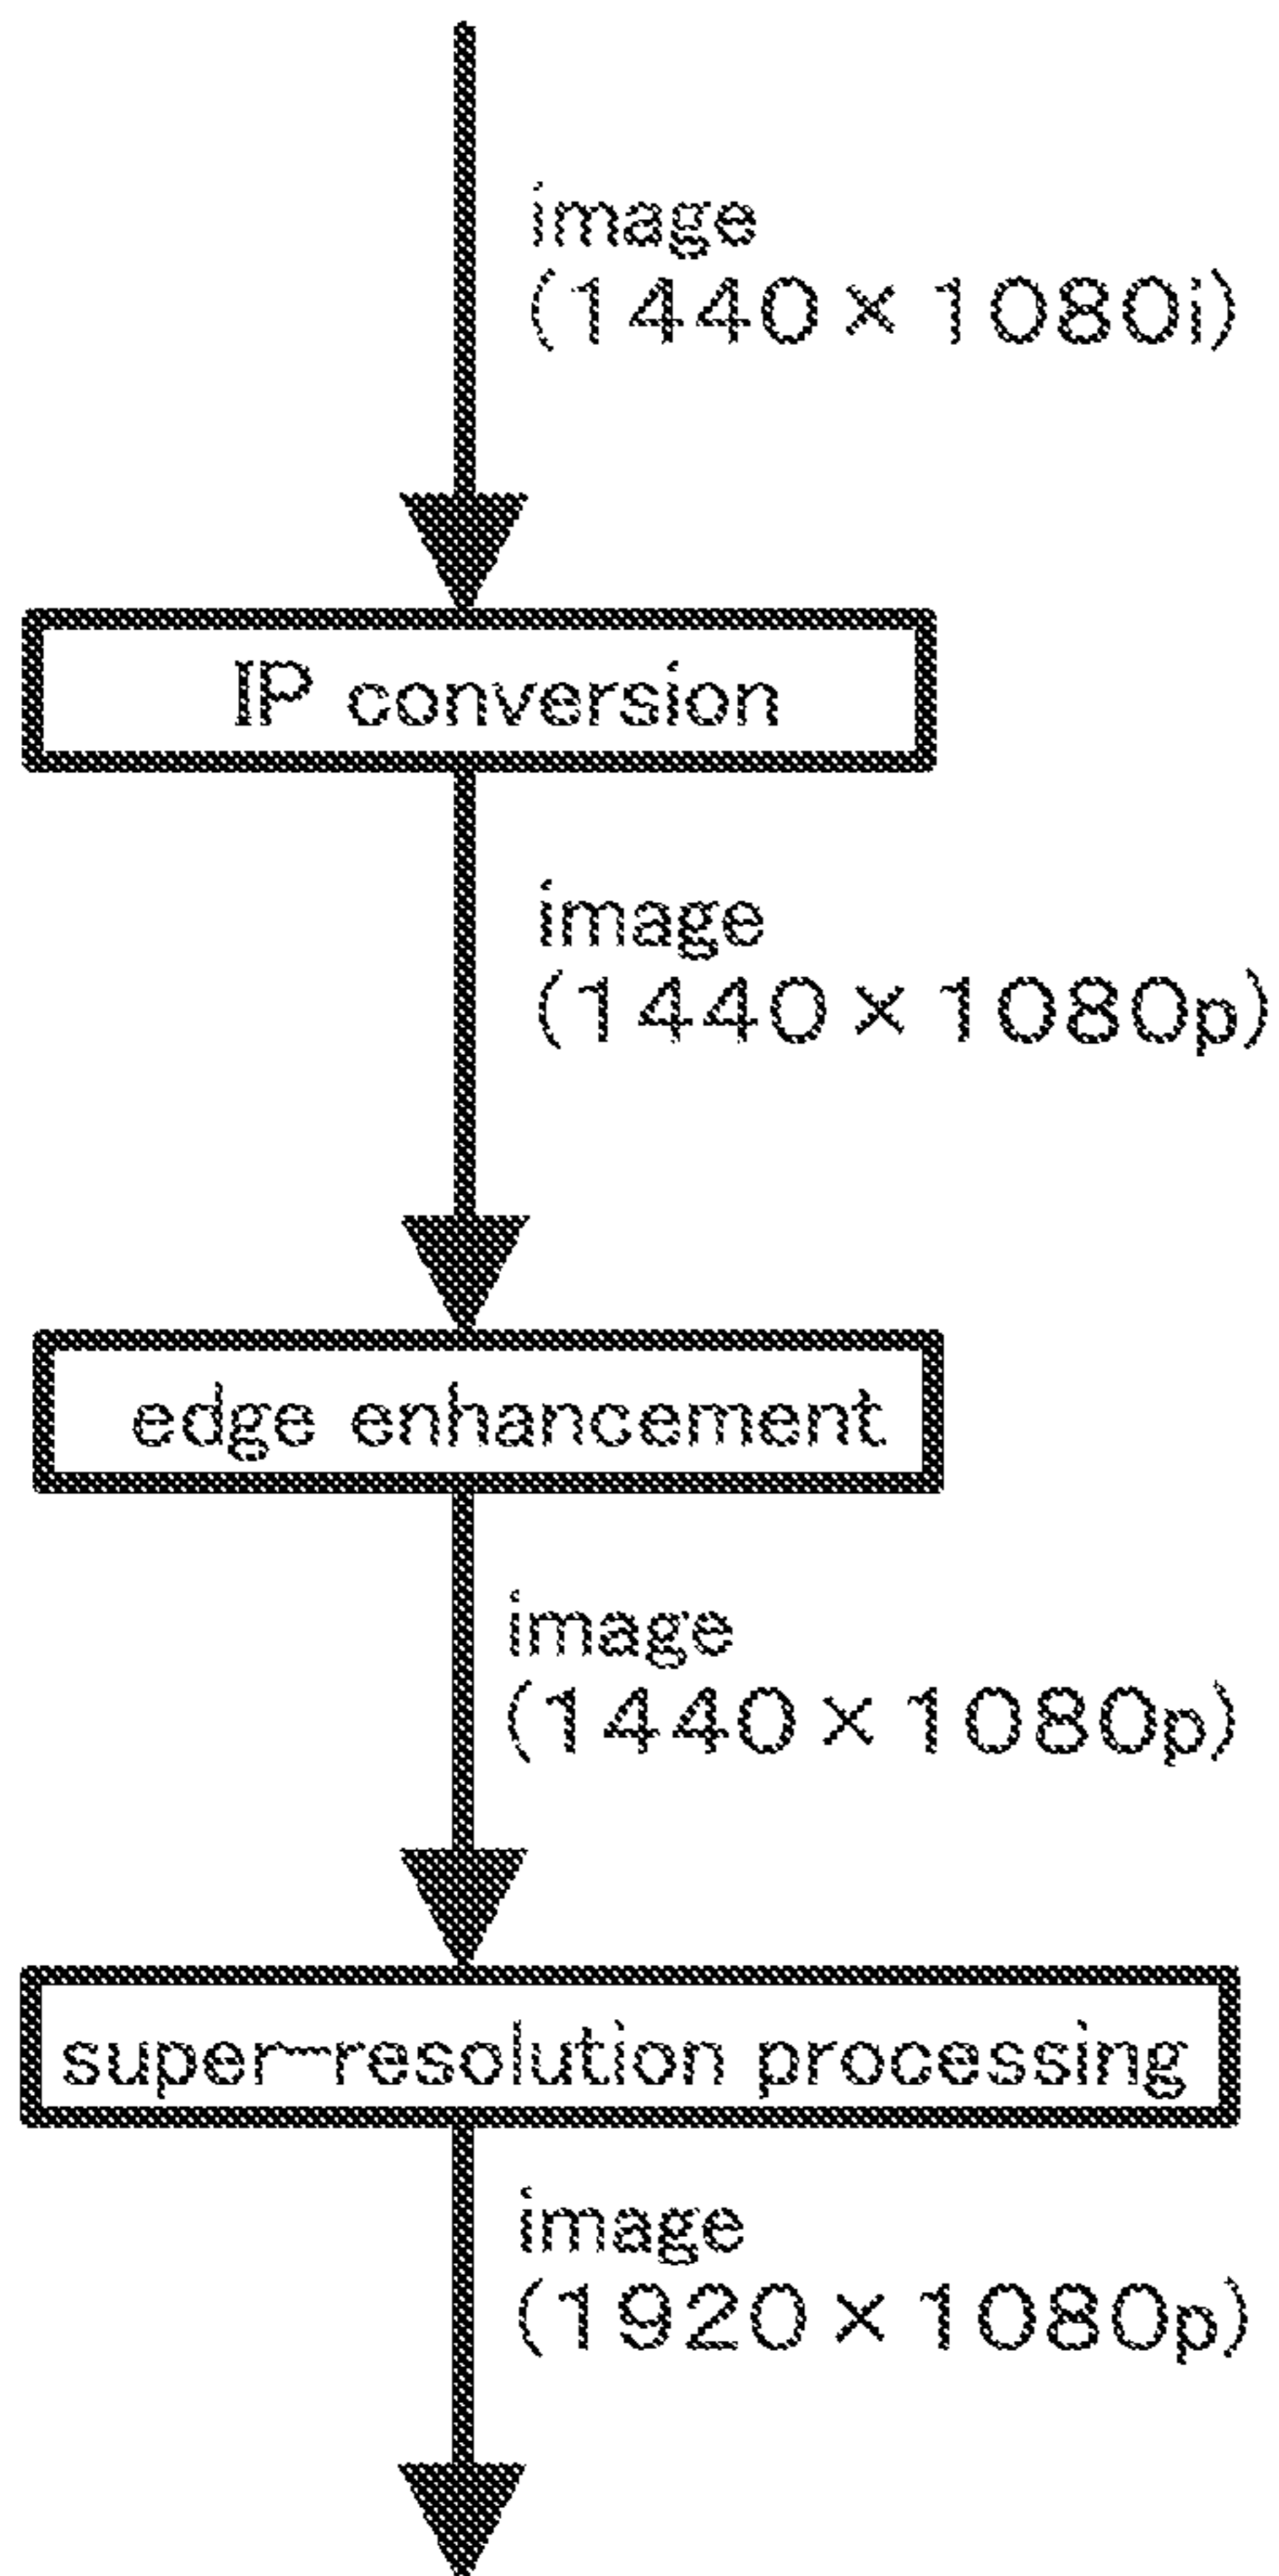 image
(1440×1080i)
IP conversion
image
(1440×1080p)
edge enhancement
image
(1440×1080p)
super-resolution processing
image
(1920×1080p)